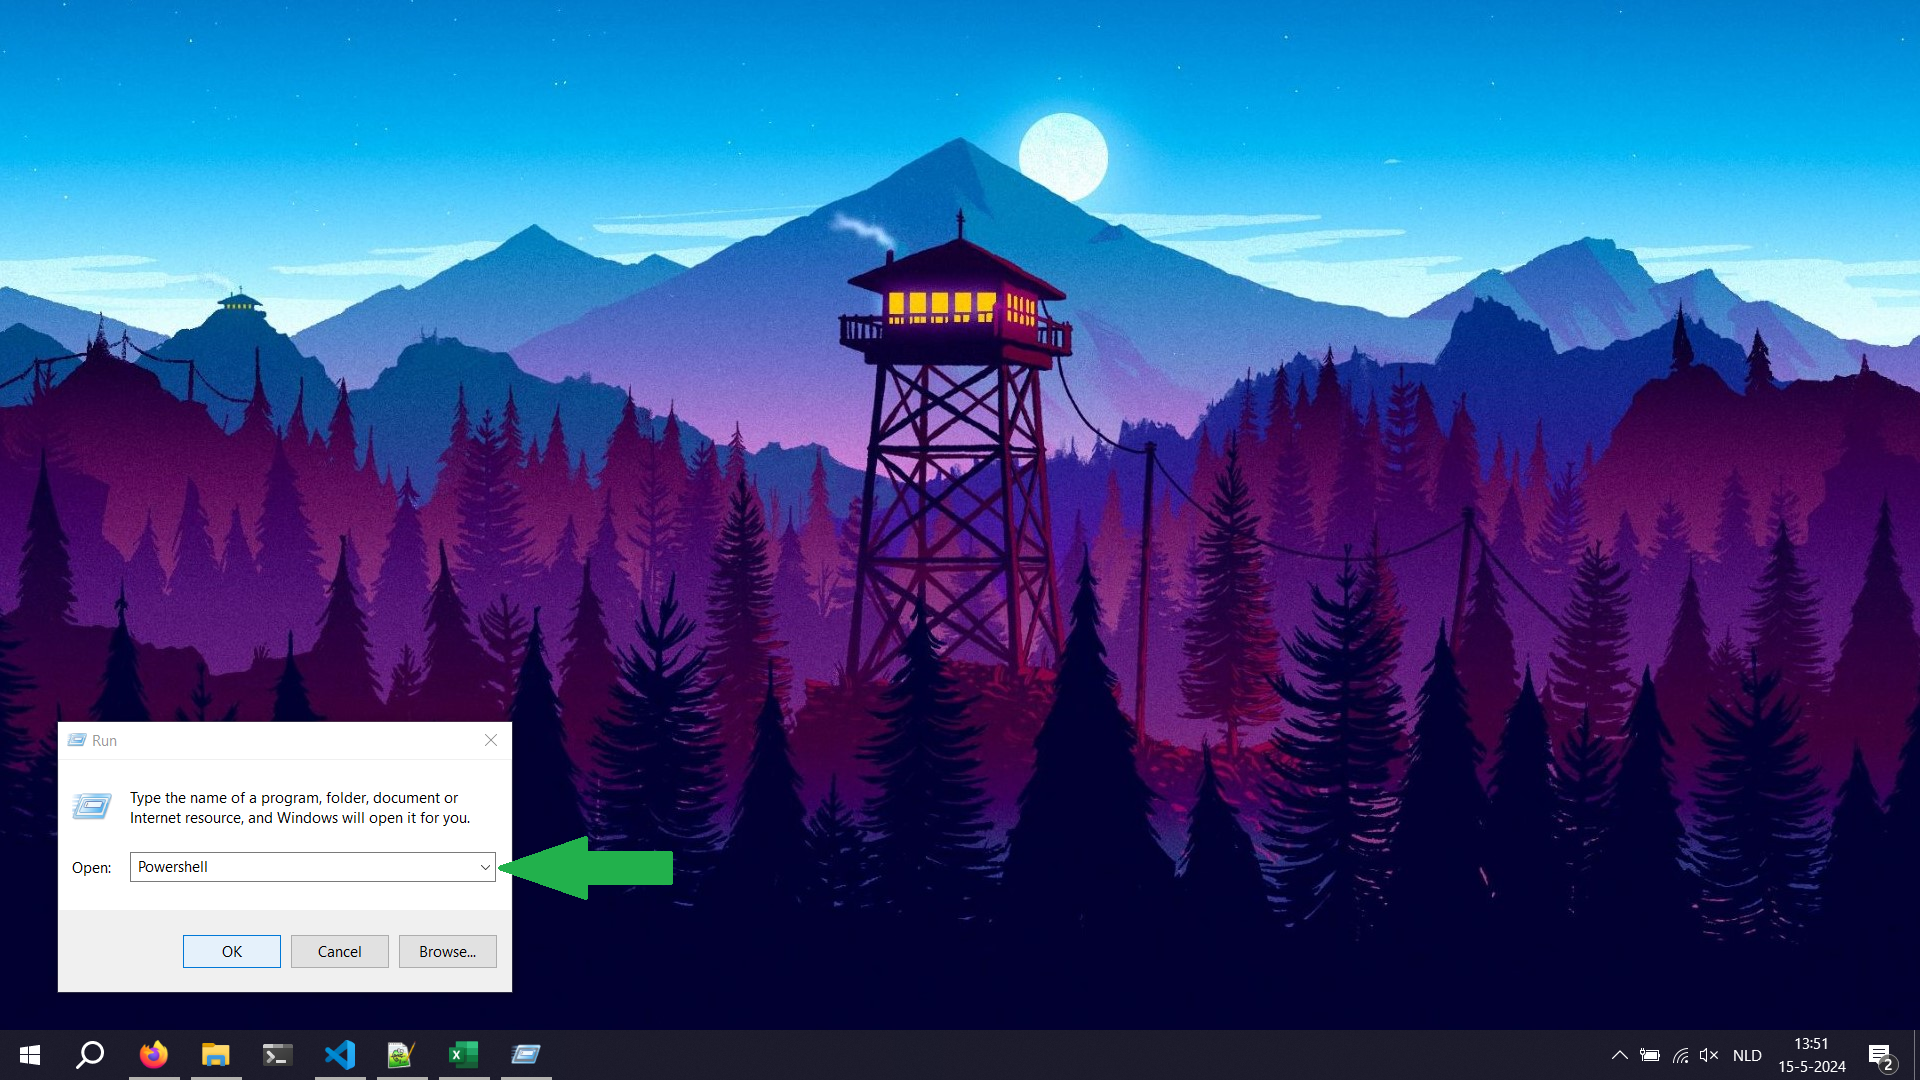 Run
Type the name of a program, folder, document or
Internet resource, and Windows will open it for you.
Open: Powershell
OK Cancel Browse...
NLD
13:51
15-5-2024
2